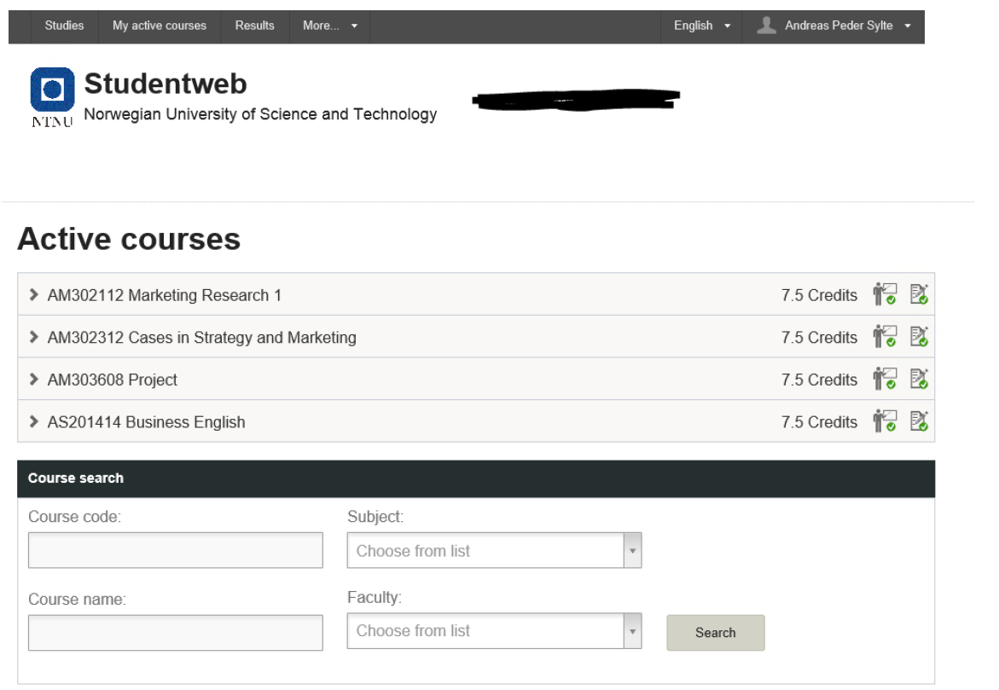 Studies My active courses Results More... English Andreas Peder Sylte
Studentweb
NTNU Norwegian University of Science and Technology
Active courses
AM302112 Marketing Research 1 7.5 Credits
AM302312 Cases in Strategy and Marketing 7.5 Credits
AM303608 Project 7.5 Credits
AS201414 Business English 7.5 Credits
Course search
Course code: Subject:
Choose from list
Course name: Faculty:
Choose from list Search